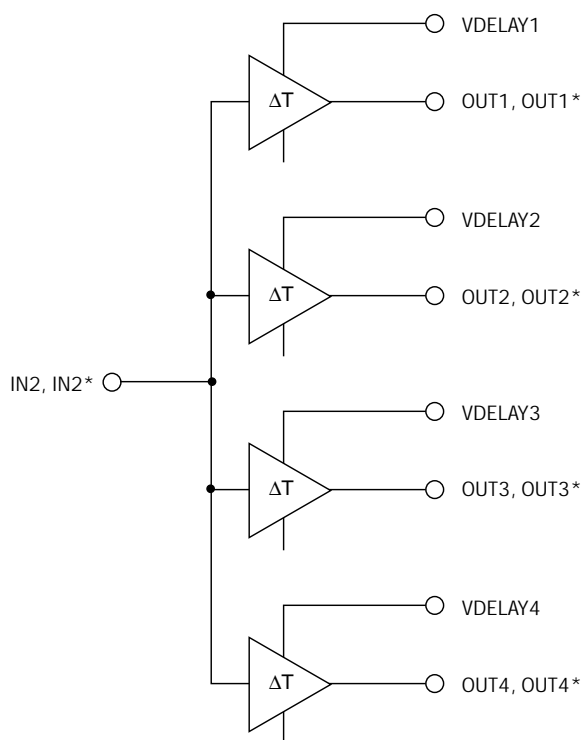 VDELAY1
ΔT
OUT1, OUT1*
VDELAY2
ΔT
OUT2, OUT2*
IN2, IN2*
VDELAY3
ΔT
OUT3, OUT3*
VDELAY4
ΔT
OUT4, OUT4*